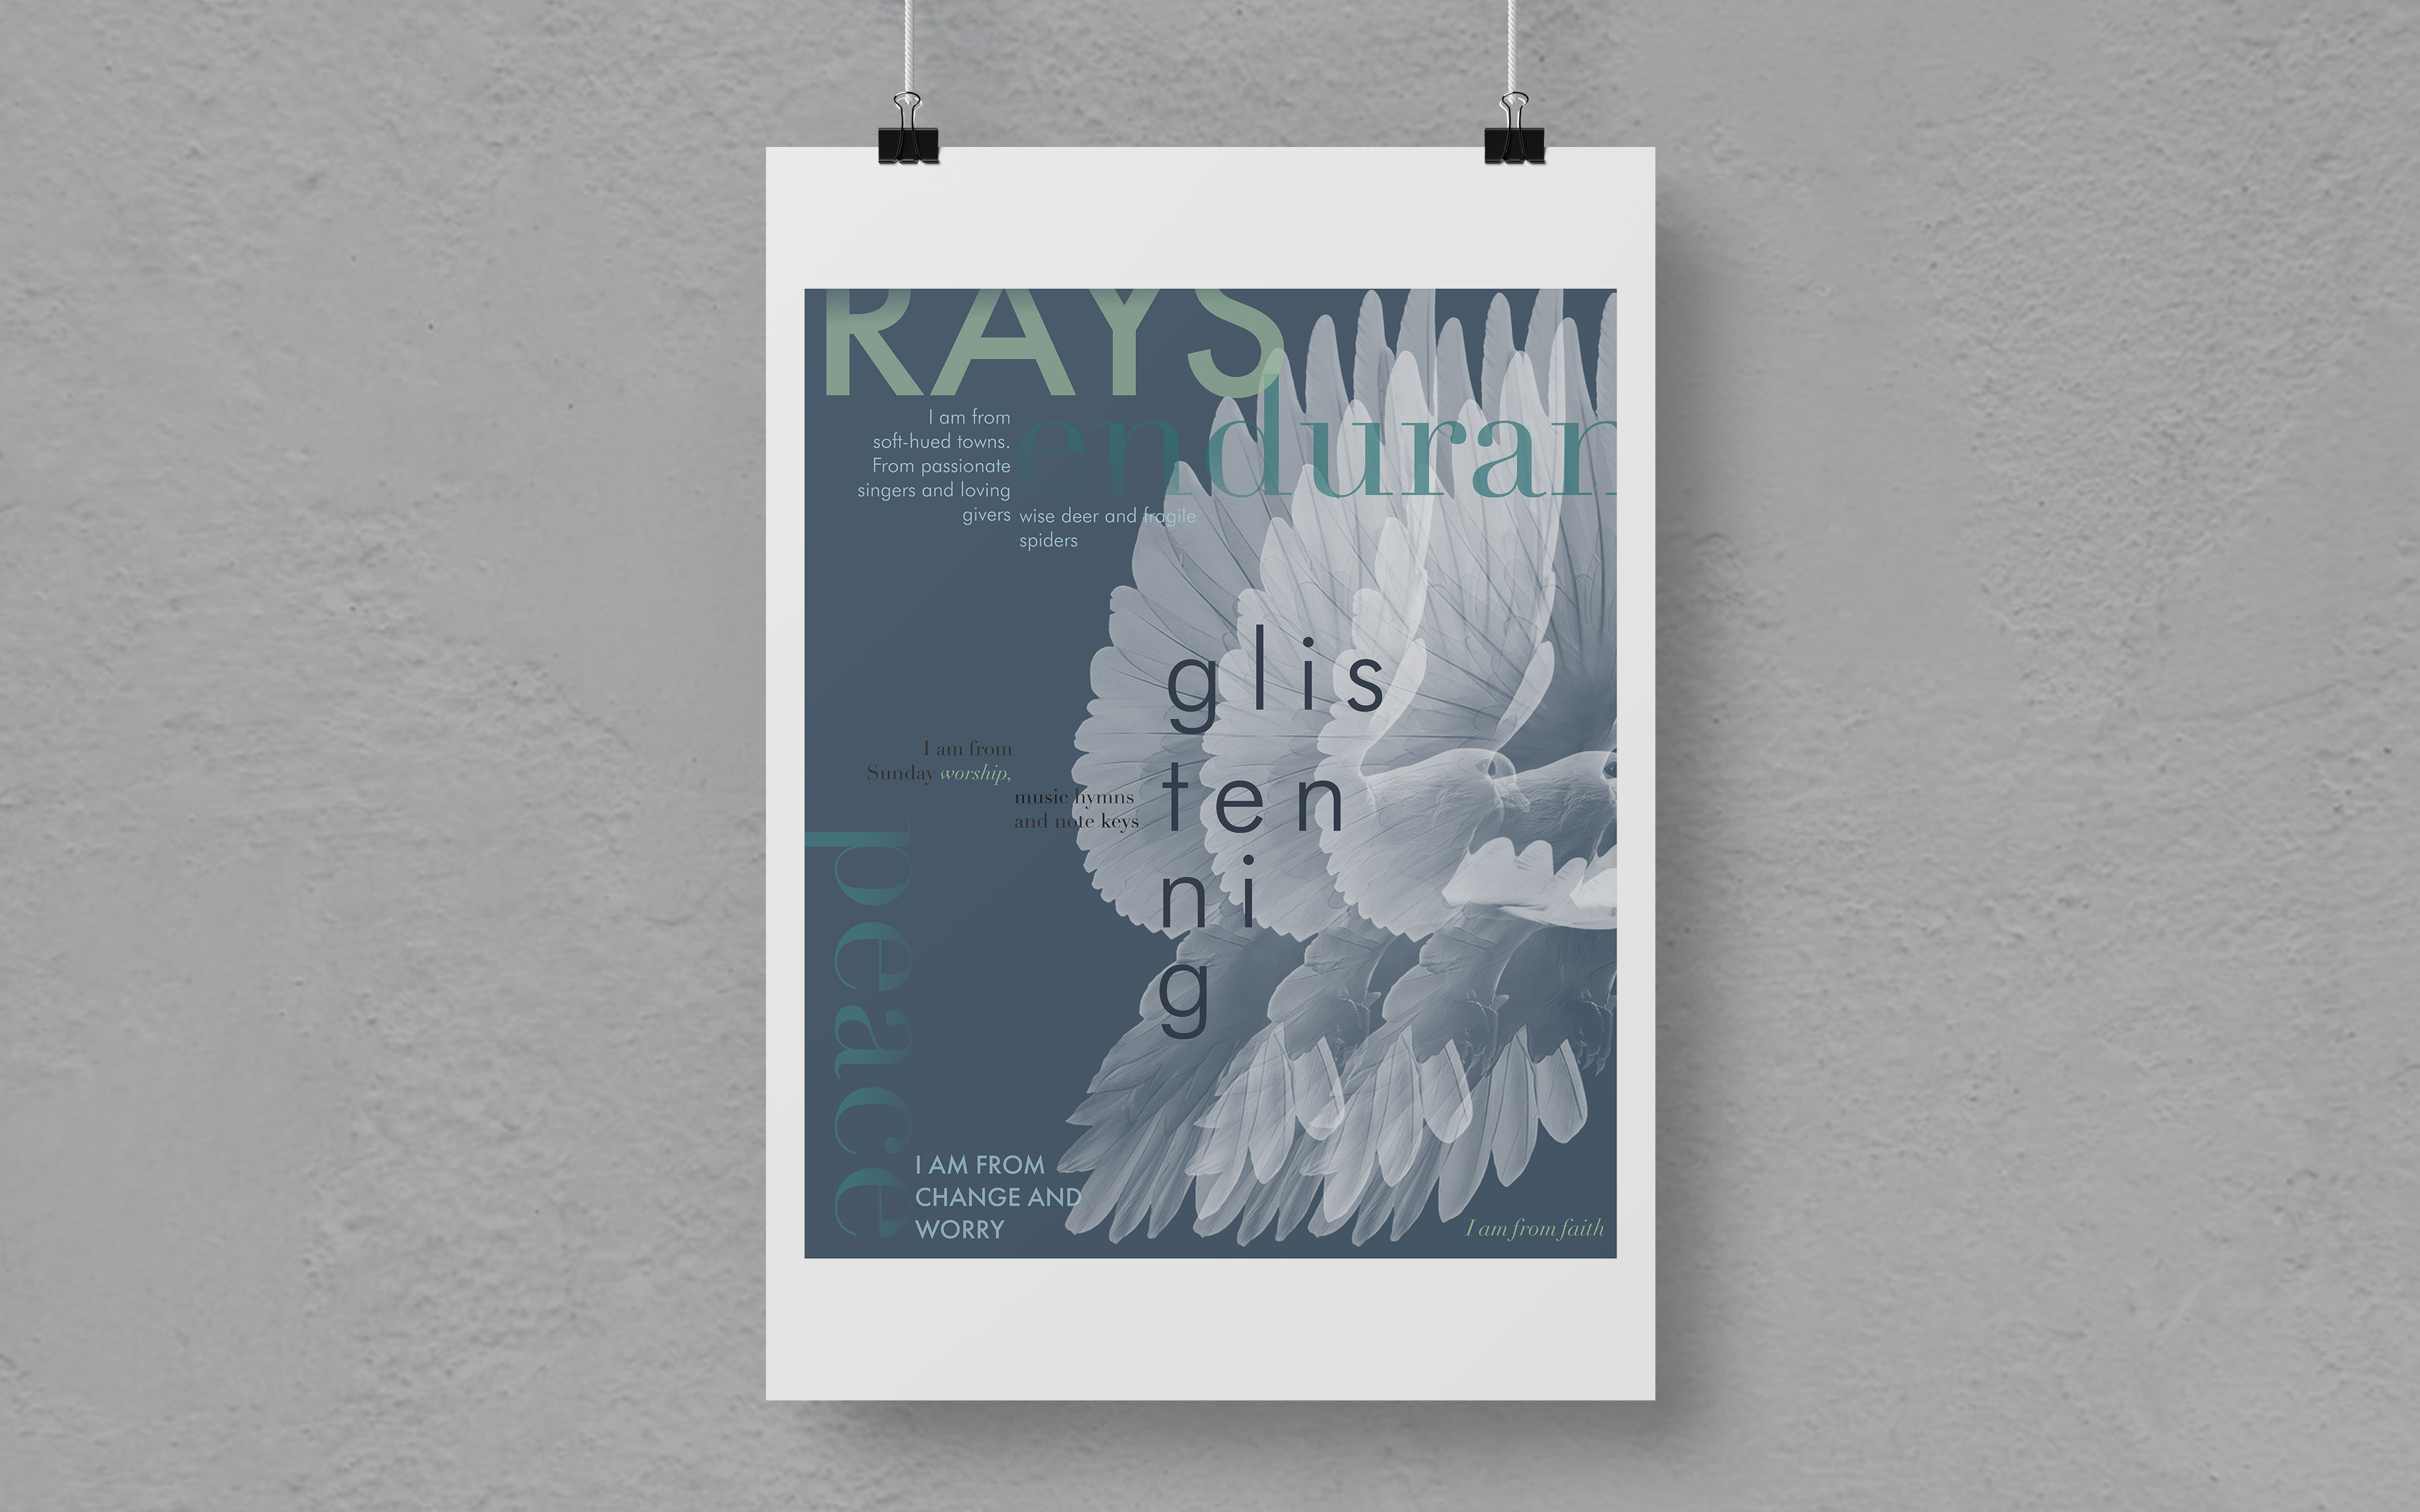 RAYS
I am from
soft-hued towns.
From passionate
singers and loving
givers
enduran
wise deer and fragile
spiders
glis
ten
ni
g
I am from
Sunday worship,
music hymns
and note keys
peace
I AM FROM
CHANGE AND
WORRY
I am from faith